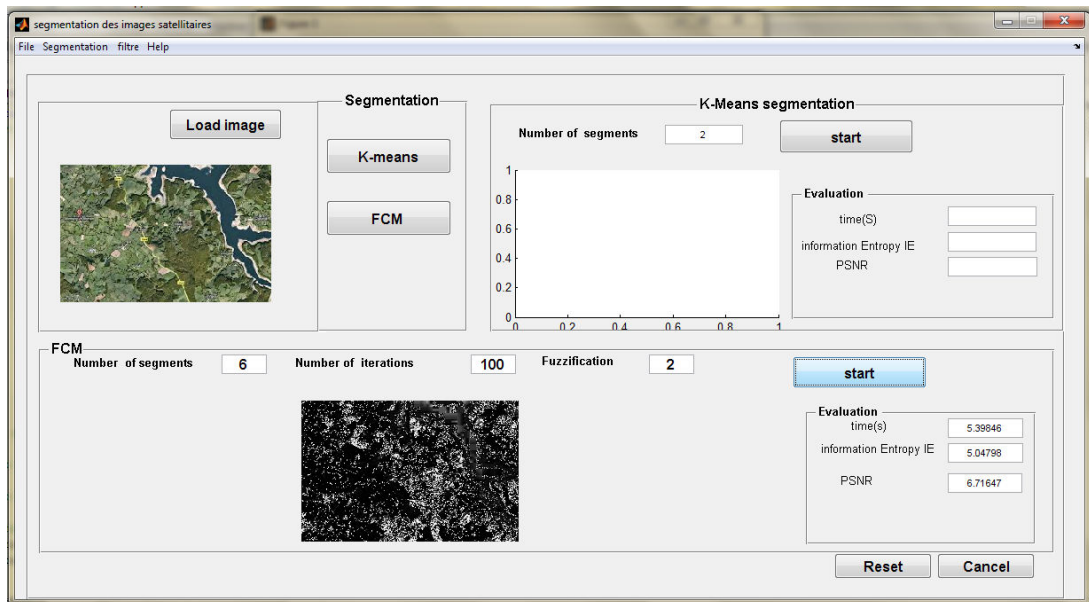 segmentation des images satellitaires
File Segmentation filtre Help
Load image
Segmentation
K-means
FCM
K-Means segmentation
Number of segments 2 start
1
0.8
0.6
0.4
0.2
0
0 0.2 0.4 0.6 0.8 1
Evaluation
time(S)
information Entropy IE
PSNR
FCM
Number of segments 6 Number of iterations 100 Fuzzification 2 start
Evaluation
time(s) 5.39846
information Entropy IE 5.04798
PSNR 6.71647
Reset Cancel